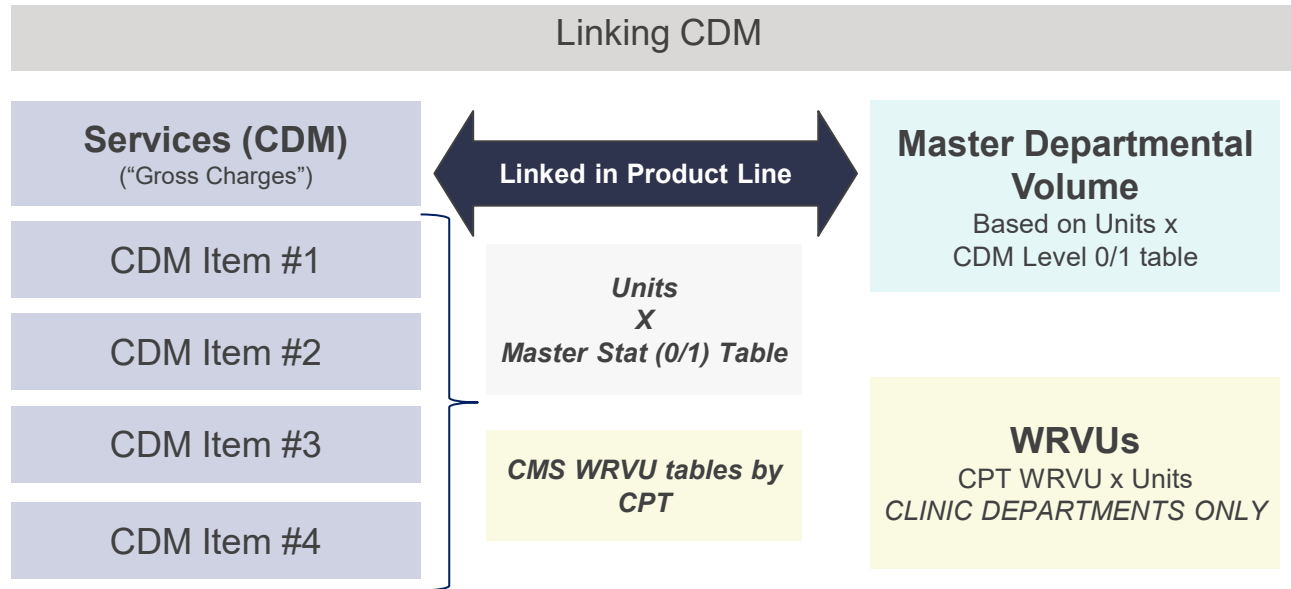 Linking CDM
Services (CDM)
(“Gross Charges”)
CDM Item #1
CDM Item #2
CDM Item #3
CDM Item #4
Linked in Product Line
Units
X
Master Stat (0/1) Table
CMS WRVU tables by
CPT
Master Departmental
Volume
Based on Units x
CDM Level 0/1 table
WRVUs
CPT WRVU x Units
CLINIC DEPARTMENTS ONLY